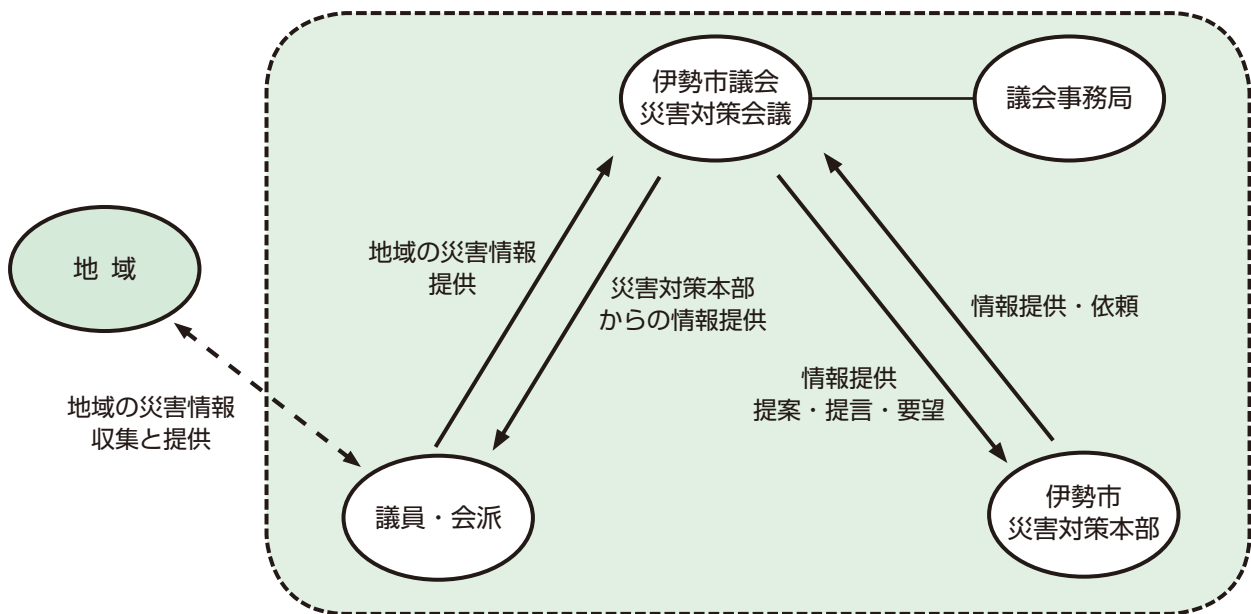 伊勢市議会
災害対策会議
議会事務局
地域
地域の災害情報
提供
災害対策本部
からの情報提供
情報提供・依頼
情報提供
提案・提言・要望
地域の災害情報
収集と提供
議員・会派
伊勢市
災害対策本部